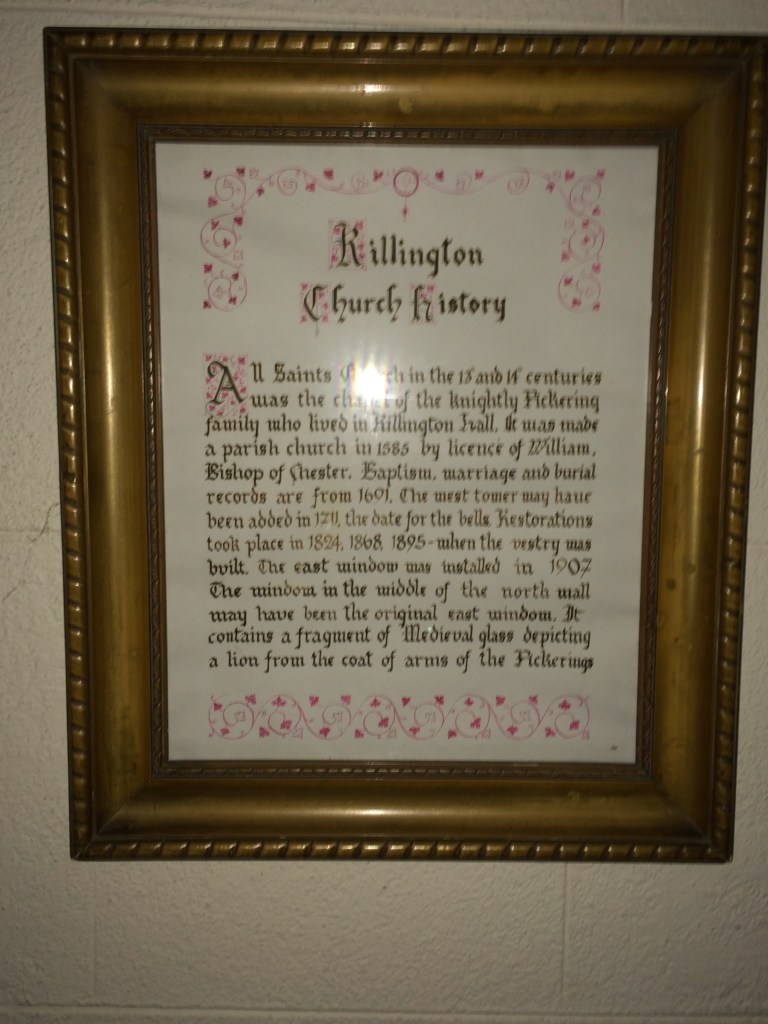 Killington
Church History
All Saints Church in the 13 and 14 centuries
was the chapel of the knightly Pickering
family who lived in Killington Hall. It was made
a parish church in 1585 by licence of William,
Bishop of Chester. Baptism, marriage and burial
records are from 1691. The west tower may have
been added in 1711, the date for the bells. Restorations
took place in 1824, 1868, 1895-when the vestry was
built. The east window was installed in 1907
The window in the middle of the north wall
may have been the original east window. It
contains a fragment of Medieval glass depicting
a lion from the coat of arms of the Pickerings